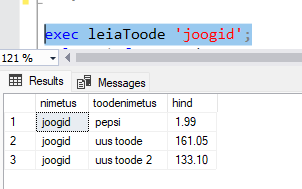 exec leiaToode 'joogid';
121 %
Results Messages
nimetus toodenimetus hind
1 joogid pepsi 1.99
2 joogid uus toode 161.05
3 joogid uus toode 2 133.10